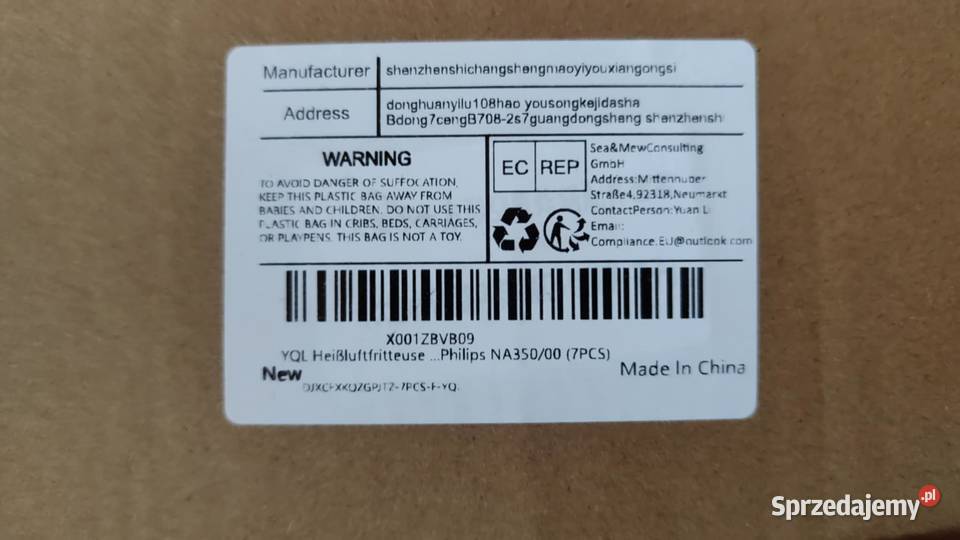 Manufacturer shenzhenshichangshengmaoyiyouxiangongsi
Address donghuanyilu108hao yousongkejidasha
Bdong7cengB708-2s7guangdongsheng shenzhensh
WARNING
TO AVOID DANGER OF SUFFOCATION,
KEEP THIS PLASTIC BAG AWAY FROM
BABIES AND CHILDREN. DO NOT USE THIS
PLASTIC BAG IN CRIBS, BEDS, CARRIAGES,
OR PLAYPENS. THIS BAG IS NOT A TOY.
EC REP
Sea&MewConsulting
GmbH
Address:Mittenhuber
Straße4,92318,Neumarkt
ContactPerson:Yuan Li
Email:
Compliance.EU@outlook.com
X001ZBVB09
YQL Heißluftfritteuse ...Philips NA350/00 (7PCS)
New
Made In China
Sprzedajemy.pl